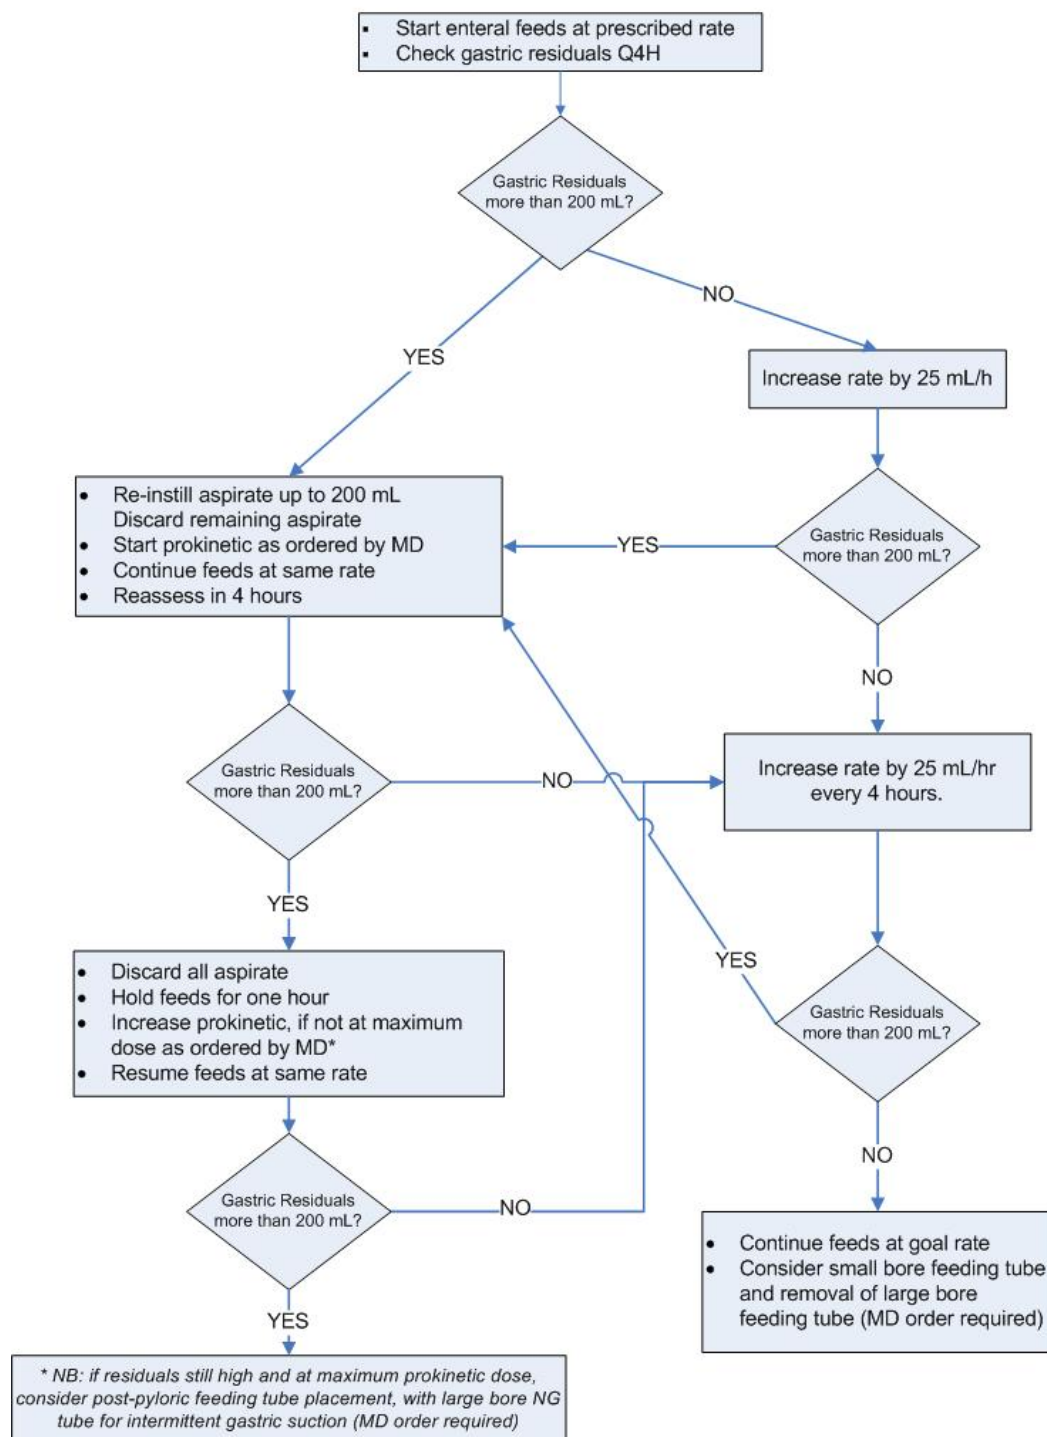 ▪ Start enteral feeds at prescribed rate
▪ Check gastric residuals Q4H
Gastric Residuals
more than 200 mL?
NO
YES
Increase rate by 25 mL/h
• Re-instill aspirate up to 200 mL
Discard remaining aspirate
• Start prokinetic as ordered by MD
• Continue feeds at same rate
• Reassess in 4 hours
YES
Gastric Residuals
more than 200 mL?
NO
Gastric Residuals
more than 200 mL?
NO
Increase rate by 25 mL/hr
every 4 hours.
YES
• Discard all aspirate
• Hold feeds for one hour
• Increase prokinetic, if not at maximum
dose as ordered by MD*
• Resume feeds at same rate
YES
Gastric Residuals
more than 200 mL?
NO
Gastric Residuals
more than 200 mL?
NO
YES
• Continue feeds at goal rate
• Consider small bore feeding tube
and removal of large bore
feeding tube (MD order required)
* NB: if residuals still high and at maximum prokinetic dose,
consider post-pyloric feeding tube placement, with large bore NG
tube for intermittent gastric suction (MD order required)